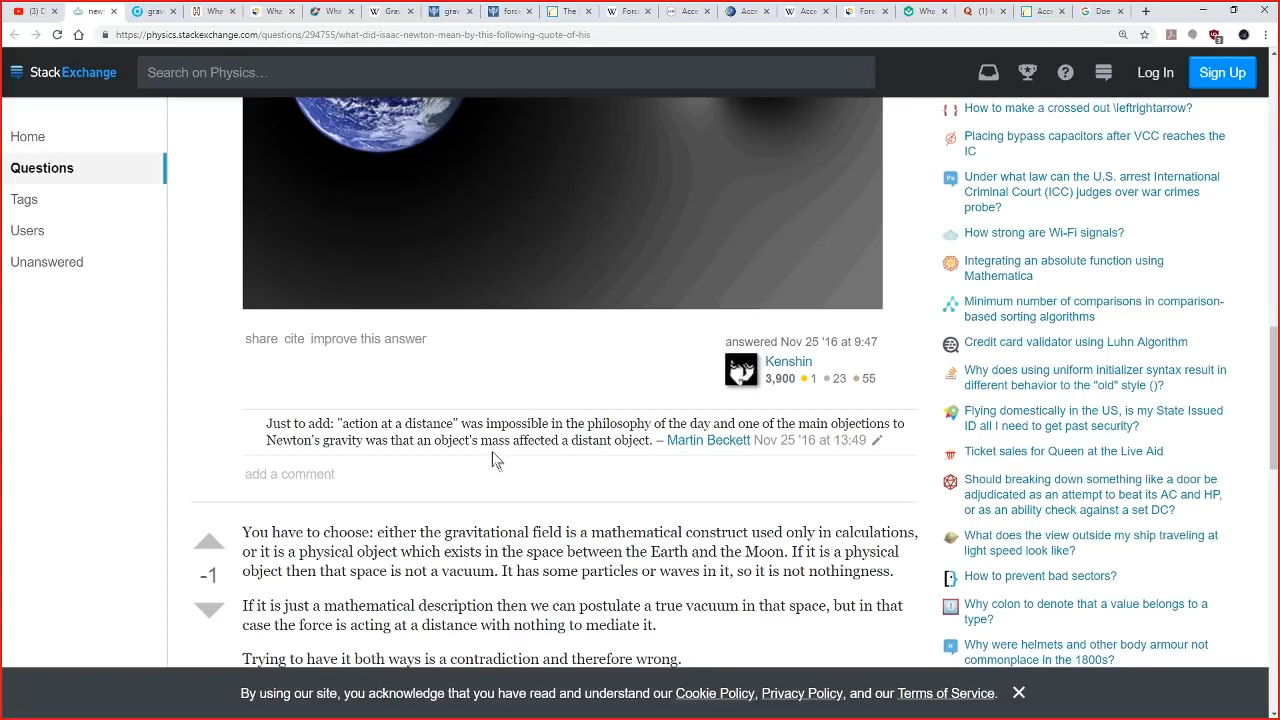 (3) D
newt
grav
Wha
Wha
Wha
Grav
grav
force
The I
Forc
Acce
Acce
Acce
Forc
Wha
(1) I
Acce
Doe
https://physics.stackexchange.com/questions/294755/what-did-isaac-newton-mean-by-this-following-quote-of-his
StackExchange
Search on Physics…
Log In
Sign Up
Home
Questions
Tags
Users
Unanswered
share cite improve this answer
answered Nov 25 '16 at 9:47
Kenshin
3,900 1 23 55
Just to add: "action at a distance" was impossible in the philosophy of the day and one of the main objections to
Newton's gravity was that an object's mass affected a distant object. – Martin Beckett Nov 25 '16 at 13:49
add a comment
-1
You have to choose: either the gravitational field is a mathematical construct used only in calculations,
or it is a physical object which exists in the space between the Earth and the Moon. If it is a physical
object then that space is not a vacuum. It has some particles or waves in it, so it is not nothingness.
If it is just a mathematical description then we can postulate a true vacuum in that space, but in that
case the force is acting at a distance with nothing to mediate it.
Trying to have it both ways is a contradiction and therefore wrong.
How to make a crossed out \leftrightarrow?
Placing bypass capacitors after VCC reaches the
IC
Under what law can the U.S. arrest International
Criminal Court (ICC) judges over war crimes
probe?
How strong are Wi-Fi signals?
Integrating an absolute function using
Mathematica
Minimum number of comparisons in comparison-
based sorting algorithms
Credit card validator using Luhn Algorithm
Why does using uniform initializer syntax result in
different behavior to the "old" style ()?
Flying domestically in the US, is my State Issued
ID all I need to get past security?
Ticket sales for Queen at the Live Aid
Should breaking down something like a door be
adjudicated as an attempt to beat its AC and HP,
or as an ability check against a set DC?
What does the view outside my ship traveling at
light speed look like?
How to prevent bad sectors?
Why colon to denote that a value belongs to a
type?
Why were helmets and other body armour not
commonplace in the 1800s?
By using our site, you acknowledge that you have read and understand our Cookie Policy, Privacy Policy, and our Terms of Service.